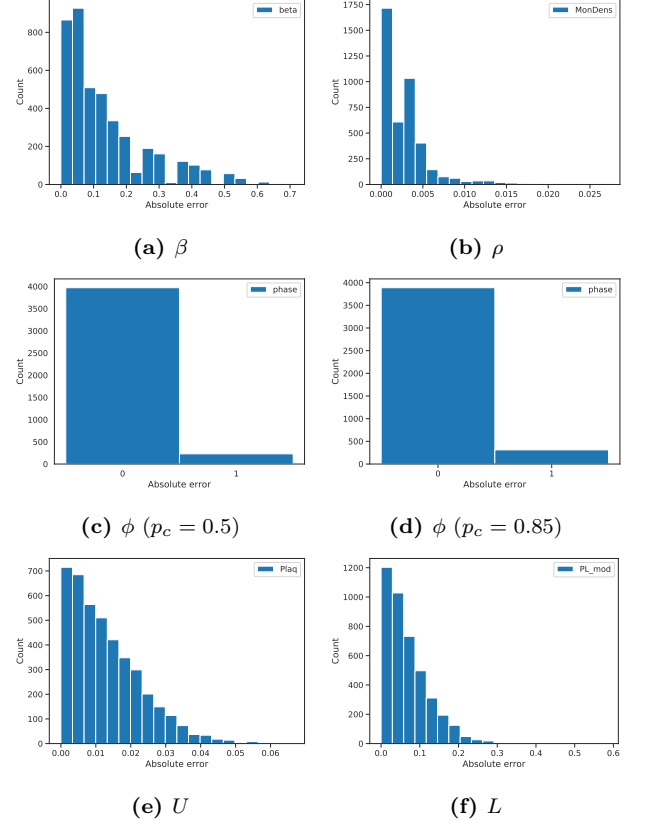 beta
800
600
400
200
0
Count
0.0 0.1 0.2 0.3 0.4 0.5 0.6 0.7
Absolute error
(a) β
MonDens
1750
1500
1250
1000
750
500
250
0
Count
0.000 0.005 0.010 0.015 0.020 0.025
Absolute error
(b) ρ
phase
4000
3500
3000
2500
2000
1500
1000
500
0
Count
0 1
Absolute error
(c) ϕ (p_c = 0.5)
phase
4000
3500
3000
2500
2000
1500
1000
500
0
Count
0 1
Absolute error
(d) ϕ (p_c = 0.85)
Plaq
700
600
500
400
300
200
100
0
Count
0.00 0.01 0.02 0.03 0.04 0.05 0.06
Absolute error
(e) U
PL_mod
1200
1000
800
600
400
200
0
Count
0.0 0.1 0.2 0.3 0.4 0.5 0.6
Absolute error
(f) L